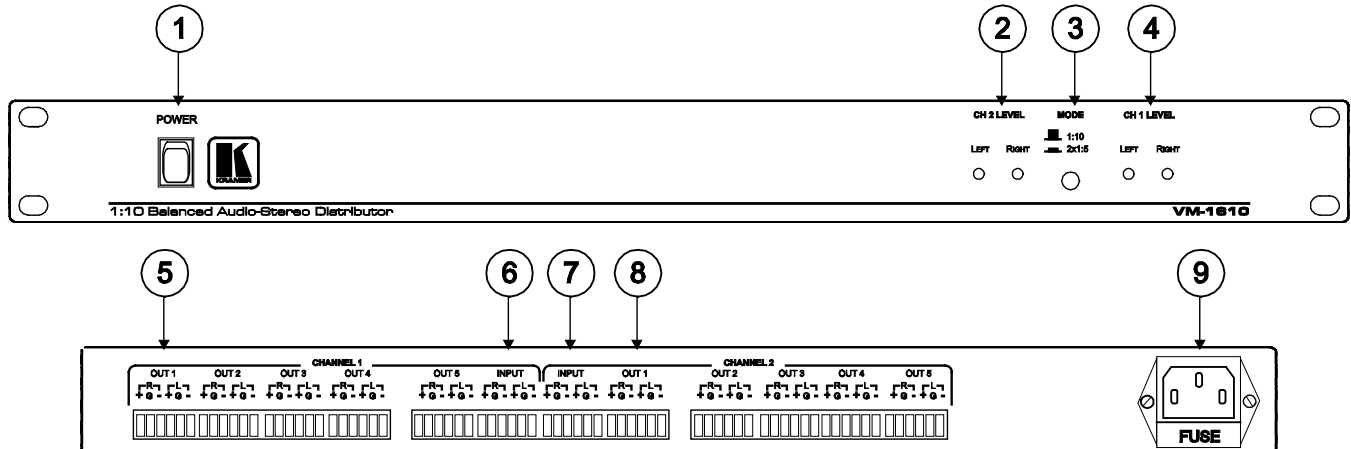 1 2 3 4
POWER CH 2 LEVEL MODE CH 1 LEVEL
1:10
LEFT RIGHT 2x1:5 LEFT RIGHT
K
KRAMER
1:10 Balanced Audio-Stereo Distributor VM-1610
5 6 7 8 9
CHANNEL 1 CHANNEL 2
OUT 1 OUT 2 OUT 3 OUT 4 OUT 5 INPUT INPUT OUT 1 OUT 2 OUT 3 OUT 4 OUT 5
R L R L R L R L R L R L R L R L R L R L R L R L
+ G - + G - + G - + G - + G - + G - + G - + G - + G - + G - + G - + G - + G - + G - + G - + G - + G - + G - + G - + G - + G - + G - + G - + G -
FUSE